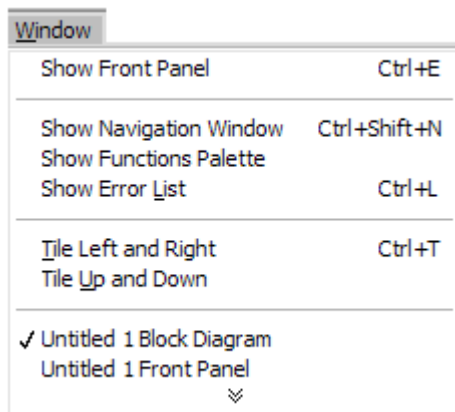 Window
Show Front Panel Ctrl+E
Show Navigation Window Ctrl+Shift+N
Show Functions Palette
Show Error List Ctrl+L
Tile Left and Right Ctrl+T
Tile Up and Down
Untitled 1 Block Diagram
Untitled 1 Front Panel